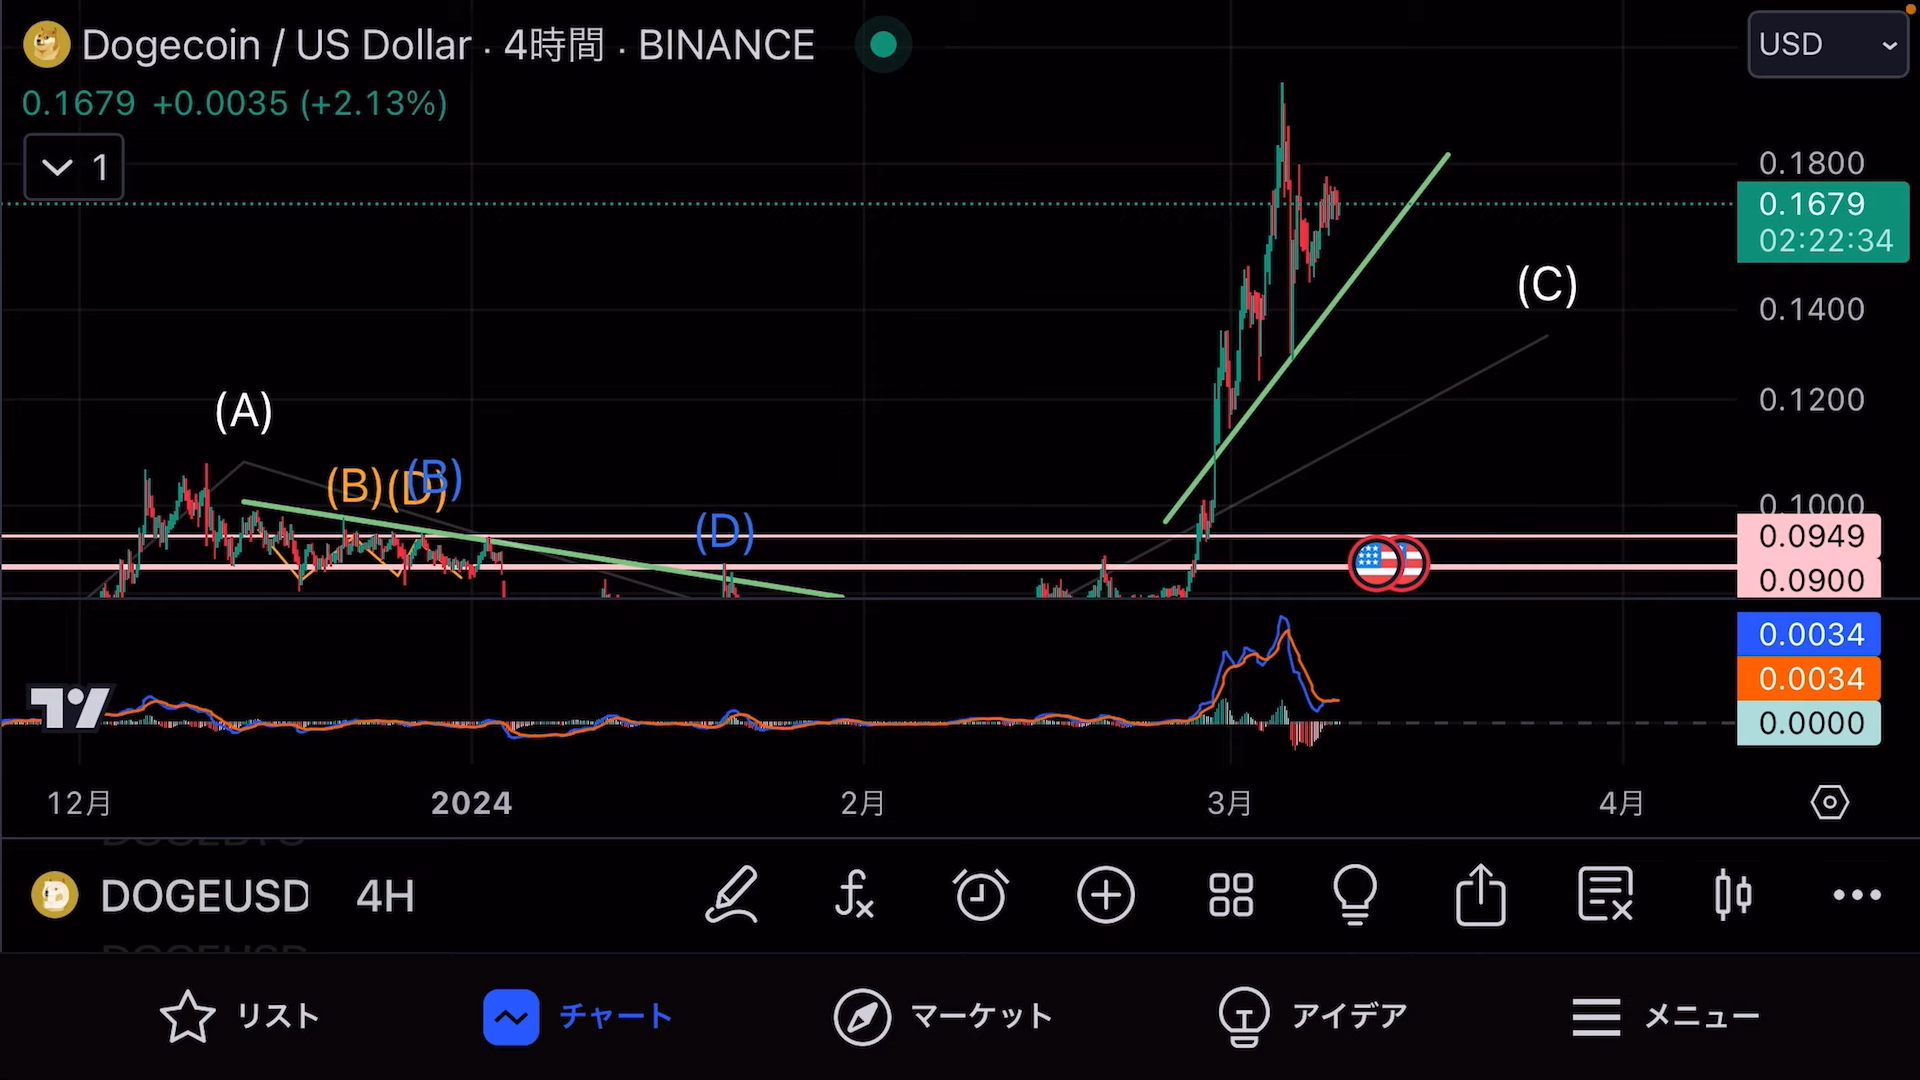 Dogecoin / US Dollar · 4時間 · BINANCE
USD
0.1679 +0.0035 (+2.13%)
1
0.1800
0.1679
02:22:34
(C)
0.1400
0.1200
(A)
(B) (D) (B)
(D)
0.1000
0.0949
0.0900
0.0034
0.0034
0.0000
12月 2024 2月 3月 4月
DOGEUSD 4H
リスト チャート マーケット アイデア メニュー